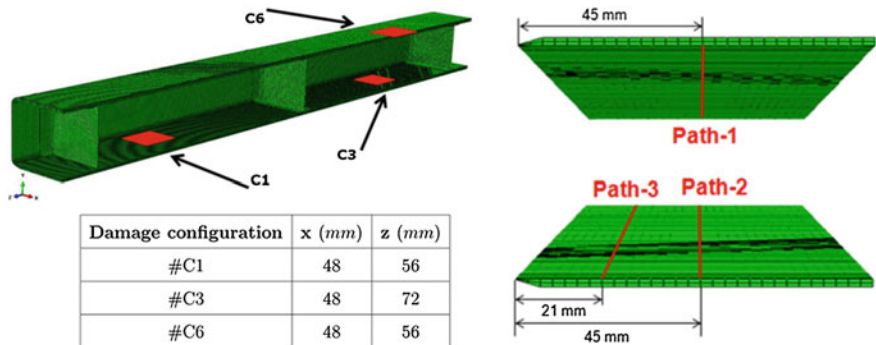 C6
C3
C1
Y
Z
X
Damage configuration x (mm) z (mm)
#C1 48 56
#C3 48 72
#C6 48 56
45 mm
Path-1
Path-3 Path-2
21 mm
45 mm